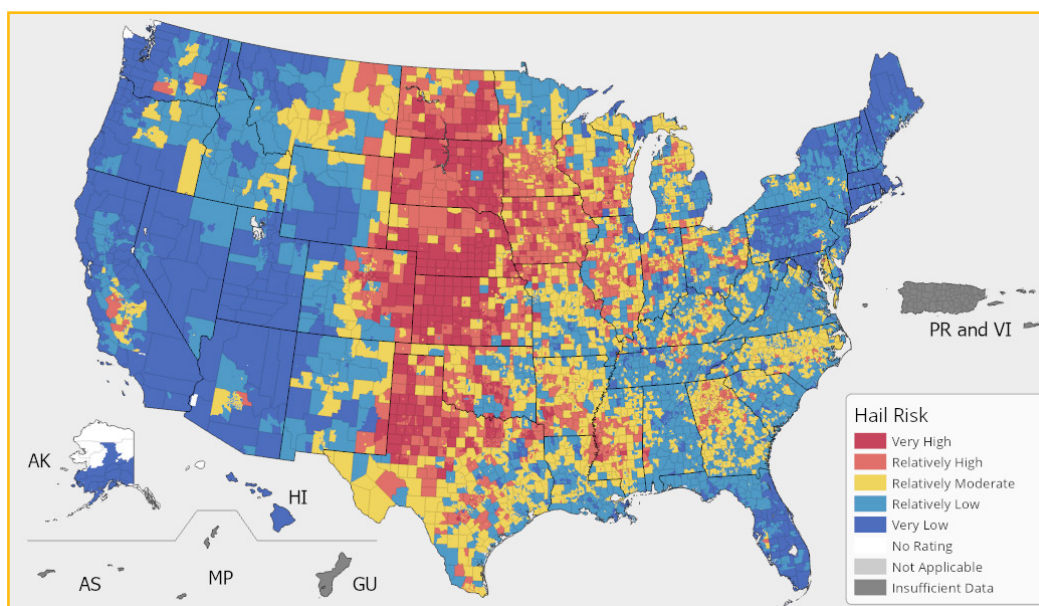 PR and VI
AK
HI
AS
MP
GU
Hail Risk
Very High
Relatively High
Relatively Moderate
Relatively Low
Very Low
No Rating
Not Applicable
Insufficient Data